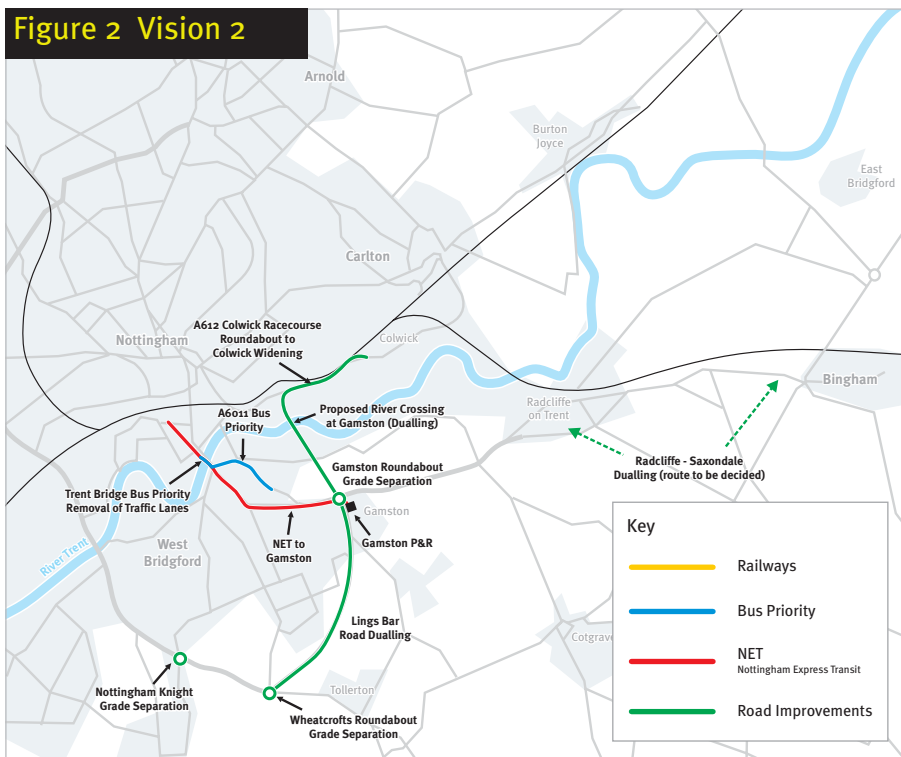 Figure 2 Vision 2
Arnold
Burton
Joyce
East
Bridgford
Carlton
A612 Colwick Racecourse
Roundabout to
Colwick Widening
Nottingham
Colwick
Bingham
A6011 Bus
Priority
Proposed River Crossing
at Gamston (Dualling)
Radcliffe
on Trent
Radcliffe - Saxondale
Dualling (route to be decided)
Gamston Roundabout
Grade Separation
Trent Bridge Bus Priority
Removal of Traffic Lanes
Gamston
NET to
Gamston
Gamston P&R
West
Bridgford
River Trent
Lings Bar
Road Dualling
Cotgrave
Nottingham Knight
Grade Separation
Tollerton
Wheatcrofts Roundabout
Grade Separation
Key
Railways
Bus Priority
NET
Nottingham Express Transit
Road Improvements